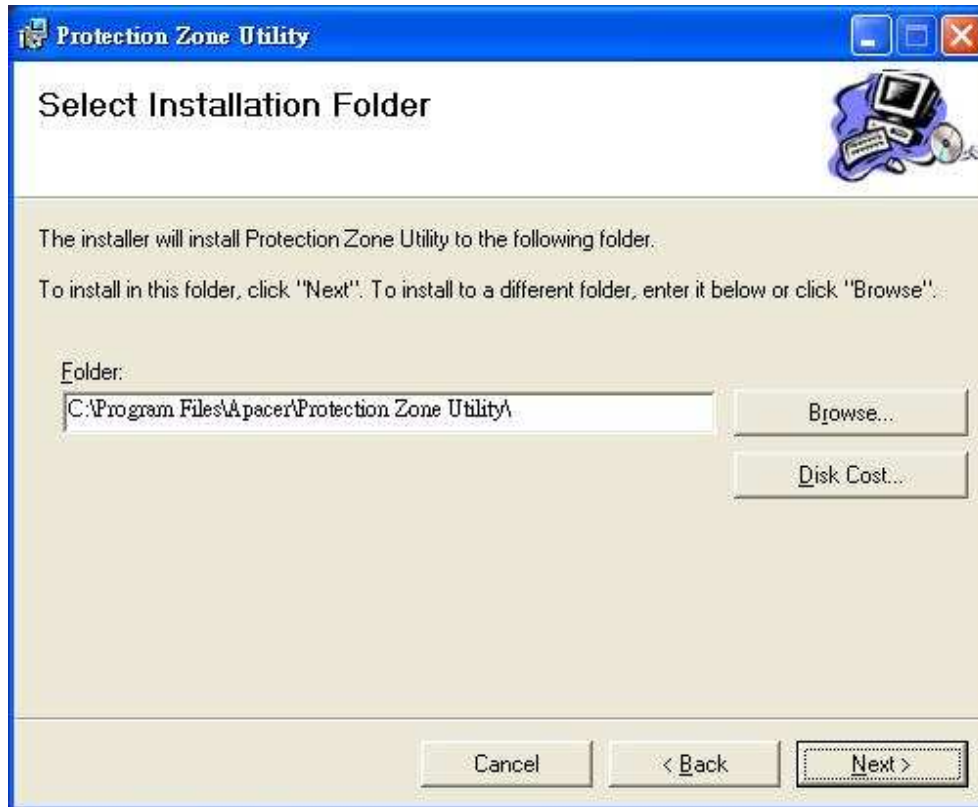 Protection Zone Utility
Select Installation Folder
The installer will install Protection Zone Utility to the following folder.
To install in this folder, click "Next". To install to a different folder, enter it below or click "Browse".
Folder:
C:\Program Files\Apacer\Protection Zone Utility\
Browse...
Disk Cost...
Cancel
< Back
Next >